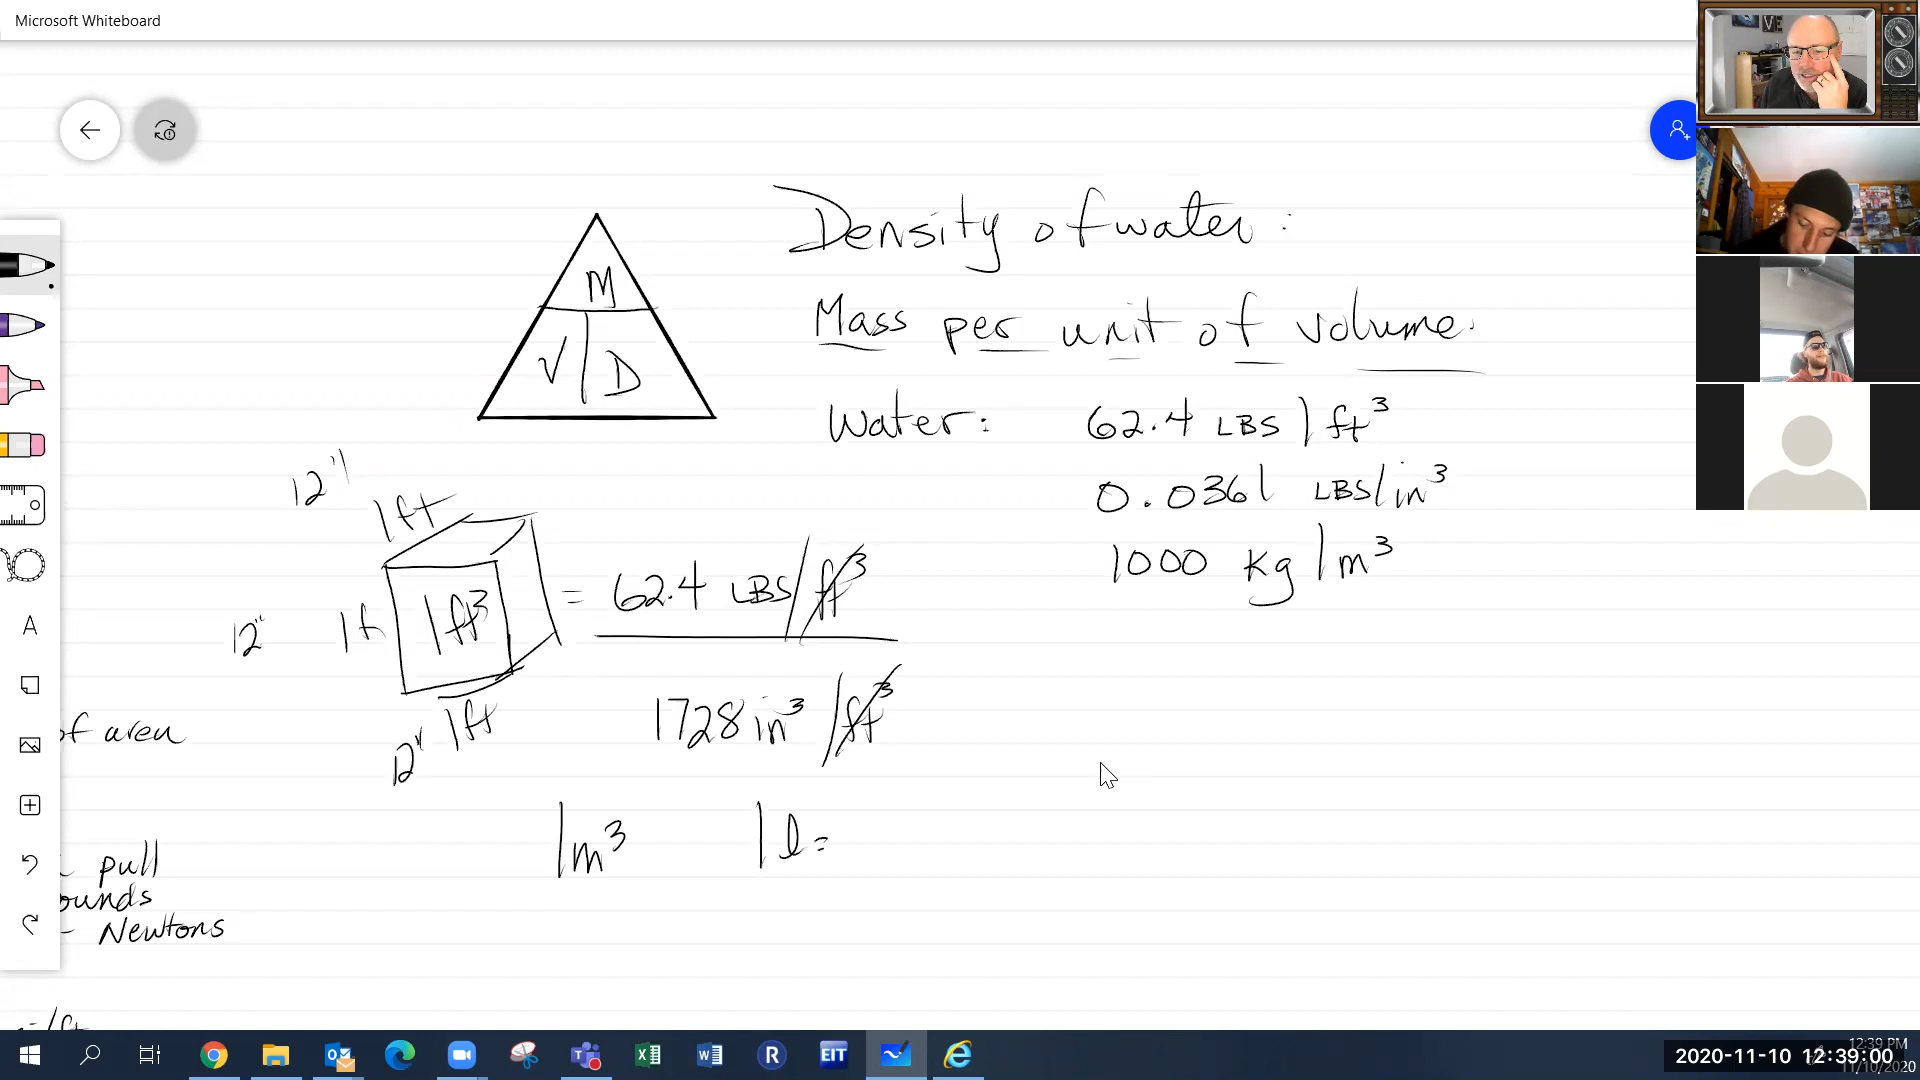 Microsoft Whiteboard
Density of water:
Mass per unit of volume.
M
V D
Water: 62.4 LBS/ft³
0.0361 LBS/in³
1000 Kg/m³
12"
1ft
12"
1ft
1ft³
= 62.4 LBS/ft³
1728 in³/ft³
1ft
12"
of area
1m³ 1l=
pull
ounds
- Newtons
/ft
A
R
EIT
12:39 PM
11/10/2020
2020-11-10 12:39:00